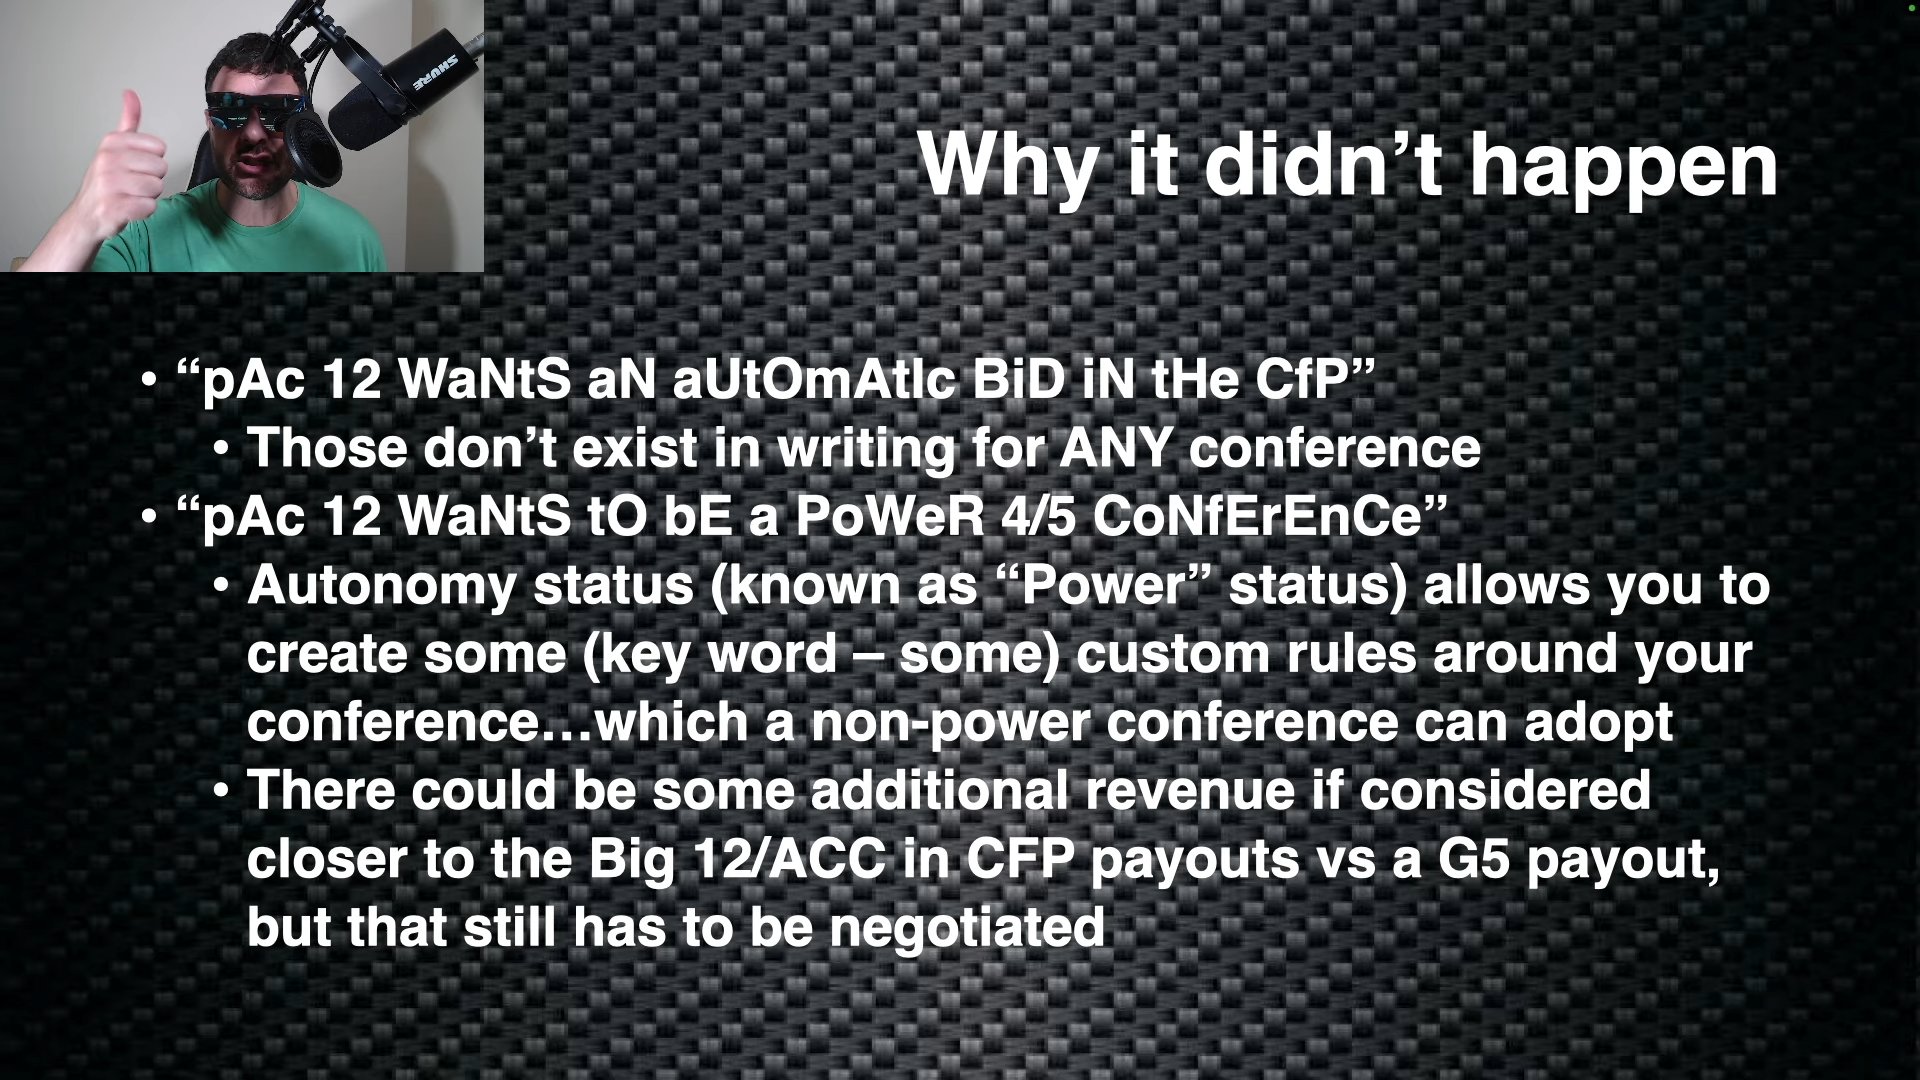 SHURE
Why it didn’t happen
• “pAc 12 WaNtS aN aUtOmAtIc BiD iN tHe CfP”
• Those don’t exist in writing for ANY conference
• “pAc 12 WaNtS tO bE a PoWeR 4/5 CoNfErEnCe”
• Autonomy status (known as “Power” status) allows you to
create some (key word – some) custom rules around your
conference…which a non-power conference can adopt
• There could be some additional revenue if considered
closer to the Big 12/ACC in CFP payouts vs a G5 payout,
but that still has to be negotiated